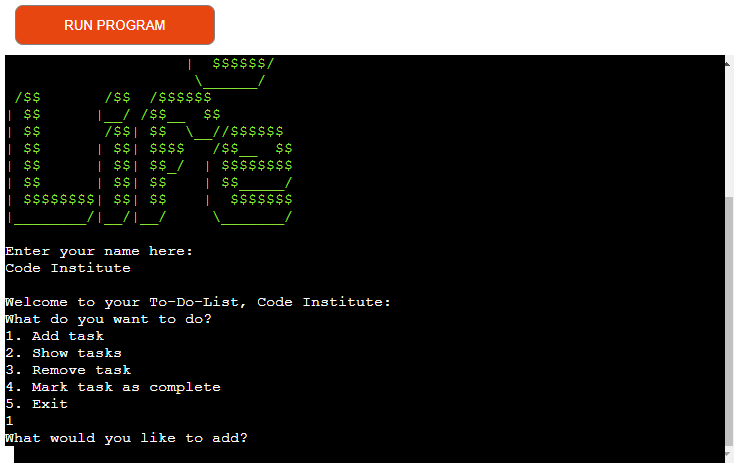 RUN PROGRAM
                    |  $$$$$$/
                     \______/
 /$$       /$$  /$$$$$$
| $$      |__/ /$$__  $$
| $$       /$$| $$  \__//$$$$$$
| $$      | $$| $$$$   /$$__  $$
| $$      | $$| $$_/  | $$$$$$$$
| $$      | $$| $$    | $$_____/
| $$$$$$$$| $$| $$    |  $$$$$$$
|________/|__/|__/     \_______/
Enter your name here:
Code Institute
Welcome to your To-Do-List, Code Institute:
What do you want to do?
1. Add task
2. Show tasks
3. Remove task
4. Mark task as complete
5. Exit
1
What would you like to add?